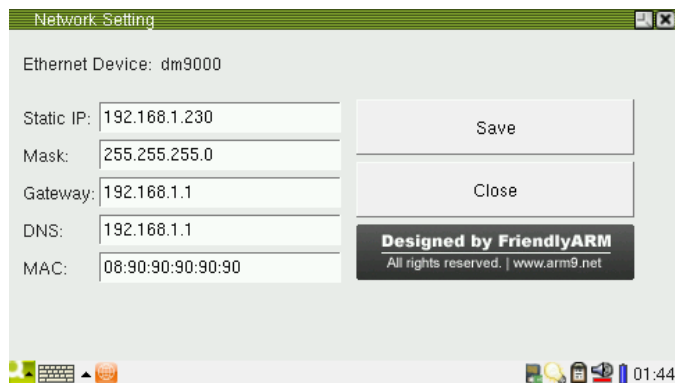 Network Setting
Ethernet Device: dm9000
Static IP: 192.168.1.230
Mask: 255.255.255.0
Gateway: 192.168.1.1
DNS: 192.168.1.1
MAC: 08:90:90:90:90:90
Save
Close
Designed by FriendlyARM
All rights reserved. | www.arm9.net
01:44